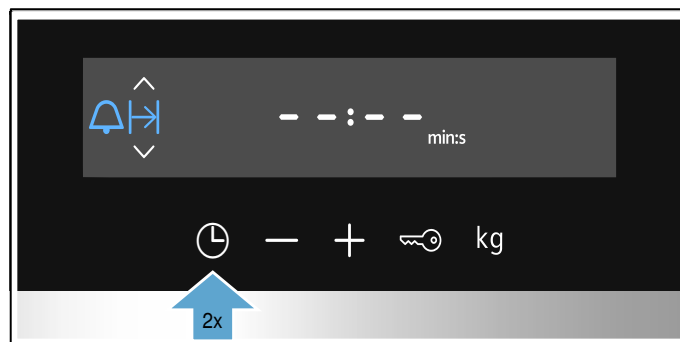 – – : – – min:s
kg
2x